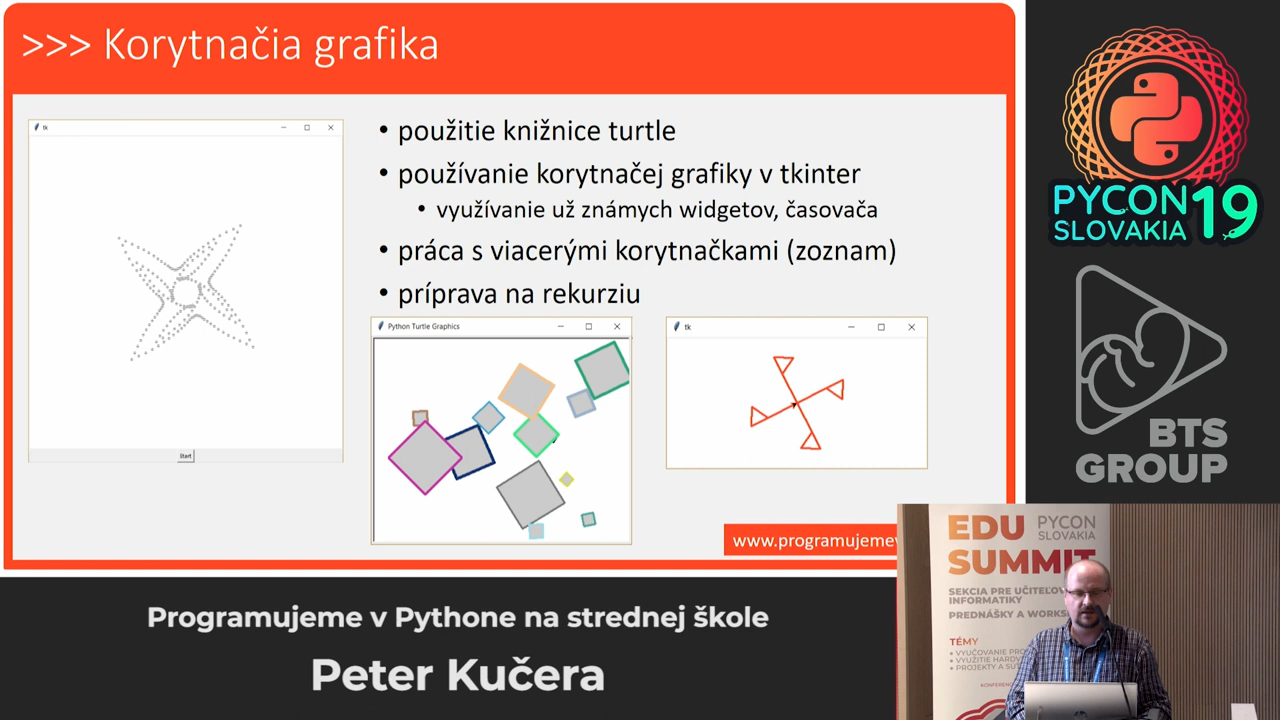 >>> Korytnačia grafika
tk
• použitie knižnice turtle
• používanie korytnačej grafiky v tkinter
• využívanie už známych widgetov, časovača
• práca s viacerými korytnačkami (zoznam)
• príprava na rekurziu
Start
Python Turtle Graphics
tk
www.programujemev
PYCON
SLOVAKIA
19
BTS
GROUP
EDU
SUMMIT
PYCON
SLOVAKIA
SEKCIA PRE UČITEĽOV
INFORMATIKY
PREDNÁŠKY A WORKS
TÉMY
• VYUČOVANIE PRO
• VYUŽITIE HARDV
• PROJEKTY A SÚ
Programujeme v Pythone na strednej škole
Peter Kučera